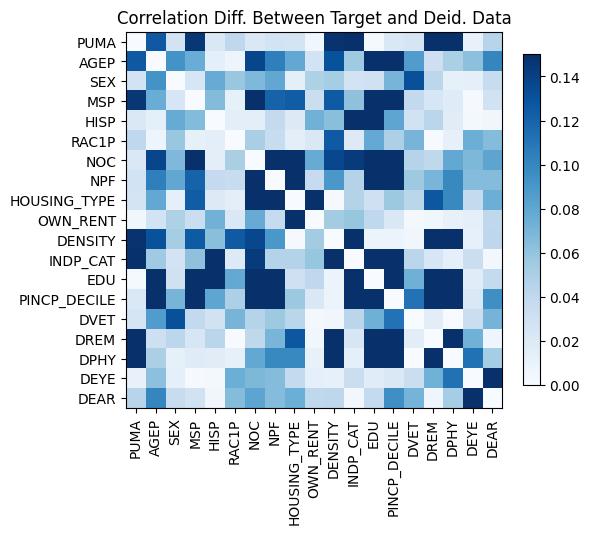 Correlation Diff. Between Target and Deid. Data
PUMA
AGEP
SEX
MSP
HISP
RAC1P
NOC
NPF
HOUSING_TYPE
OWN_RENT
DENSITY
INDP_CAT
EDU
PINCP_DECILE
DVET
DREM
DPHY
DEYE
DEAR
PUMA
AGEP
SEX
MSP
HISP
RAC1P
NOC
NPF
HOUSING_TYPE
OWN_RENT
DENSITY
INDP_CAT
EDU
PINCP_DECILE
DVET
DREM
DPHY
DEYE
DEAR
0.14
0.12
0.10
0.08
0.06
0.04
0.02
0.00